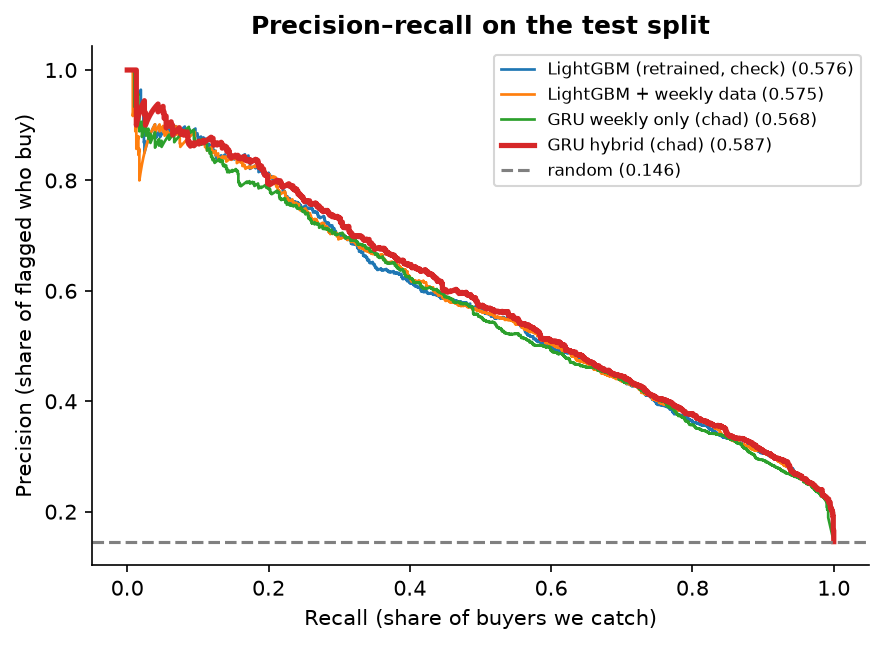 Precision–recall on the test split
LightGBM (retrained, check) (0.576)
LightGBM + weekly data (0.575)
GRU weekly only (chad) (0.568)
GRU hybrid (chad) (0.587)
random (0.146)
Precision (share of flagged who buy)
1.0
0.8
0.6
0.4
0.2
0.0 0.2 0.4 0.6 0.8 1.0
Recall (share of buyers we catch)